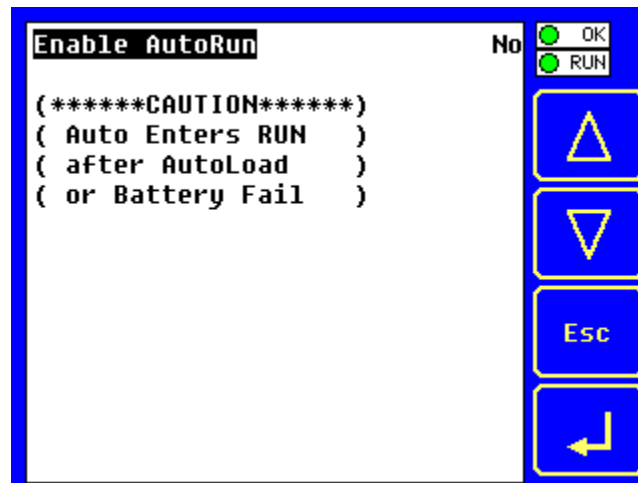 Enable AutoRun No
(******CAUTION******)
( Auto Enters RUN )
( after AutoLoad )
( or Battery Fail )
OK
RUN
Esc